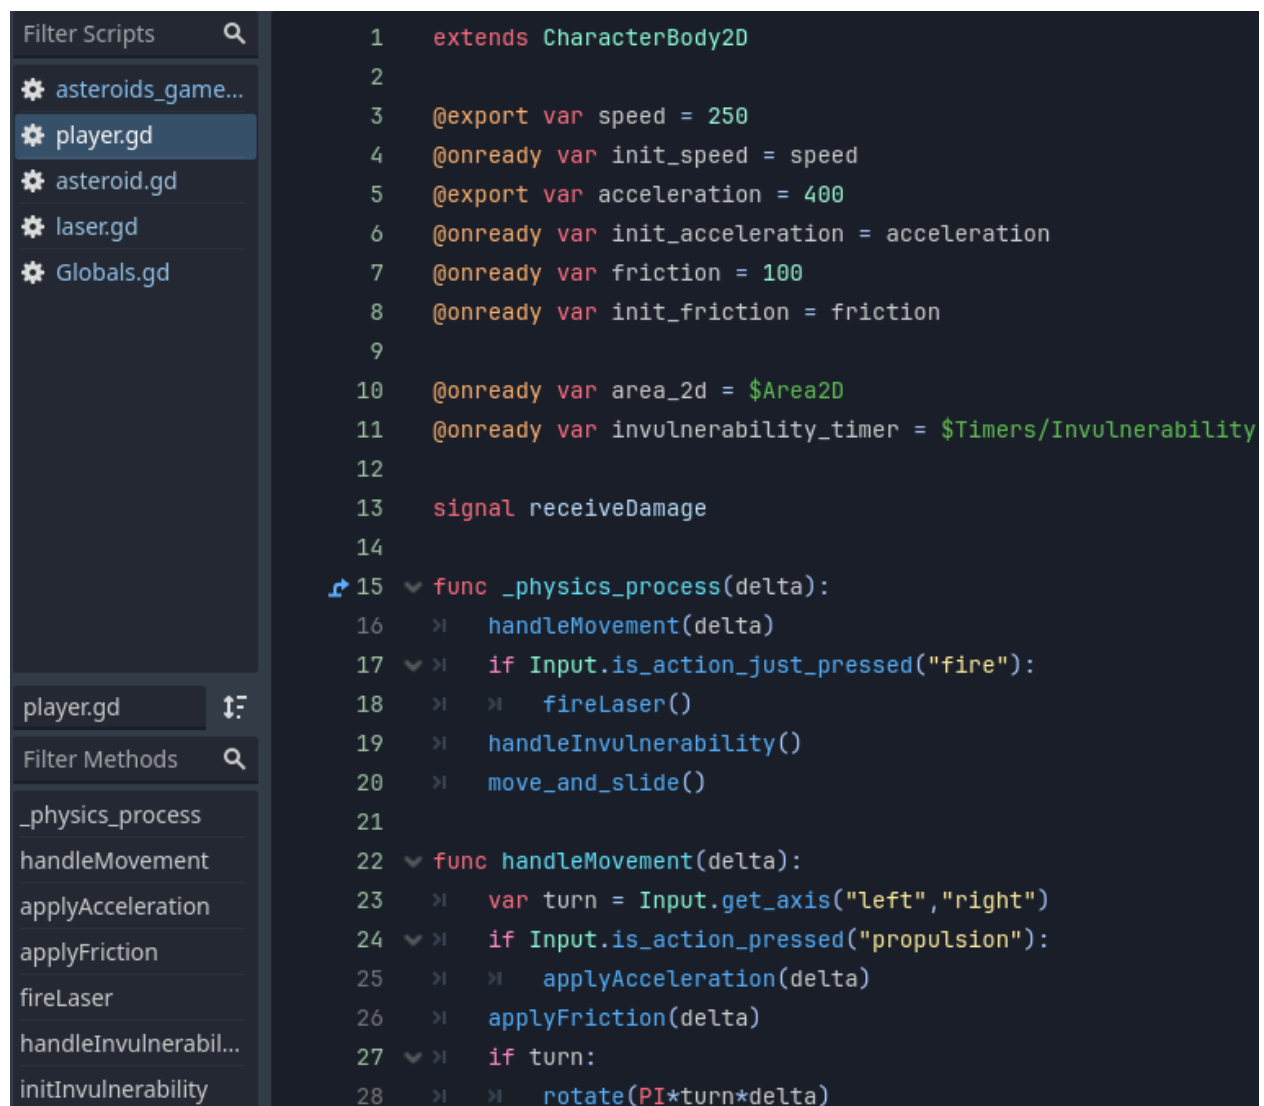 Filter Scripts
asteroids_game...
player.gd
asteroid.gd
laser.gd
Globals.gd
player.gd
Filter Methods
_physics_process
handleMovement
applyAcceleration
applyFriction
fireLaser
handleInvulnerabil...
initInvulnerability
1 extends CharacterBody2D
2
3 @export var speed = 250
4 @onready var init_speed = speed
5 @export var acceleration = 400
6 @onready var init_acceleration = acceleration
7 @onready var friction = 100
8 @onready var init_friction = friction
9
10 @onready var area_2d = $Area2D
11 @onready var invulnerability_timer = $Timers/Invulnerability
12
13 signal receiveDamage
14
15 func _physics_process(delta):
16 handleMovement(delta)
17 if Input.is_action_just_pressed("fire"):
18 fireLaser()
19 handleInvulnerability()
20 move_and_slide()
21
22 func handleMovement(delta):
23 var turn = Input.get_axis("left","right")
24 if Input.is_action_pressed("propulsion"):
25 applyAcceleration(delta)
26 applyFriction(delta)
27 if turn:
28 rotate(PI*turn*delta)